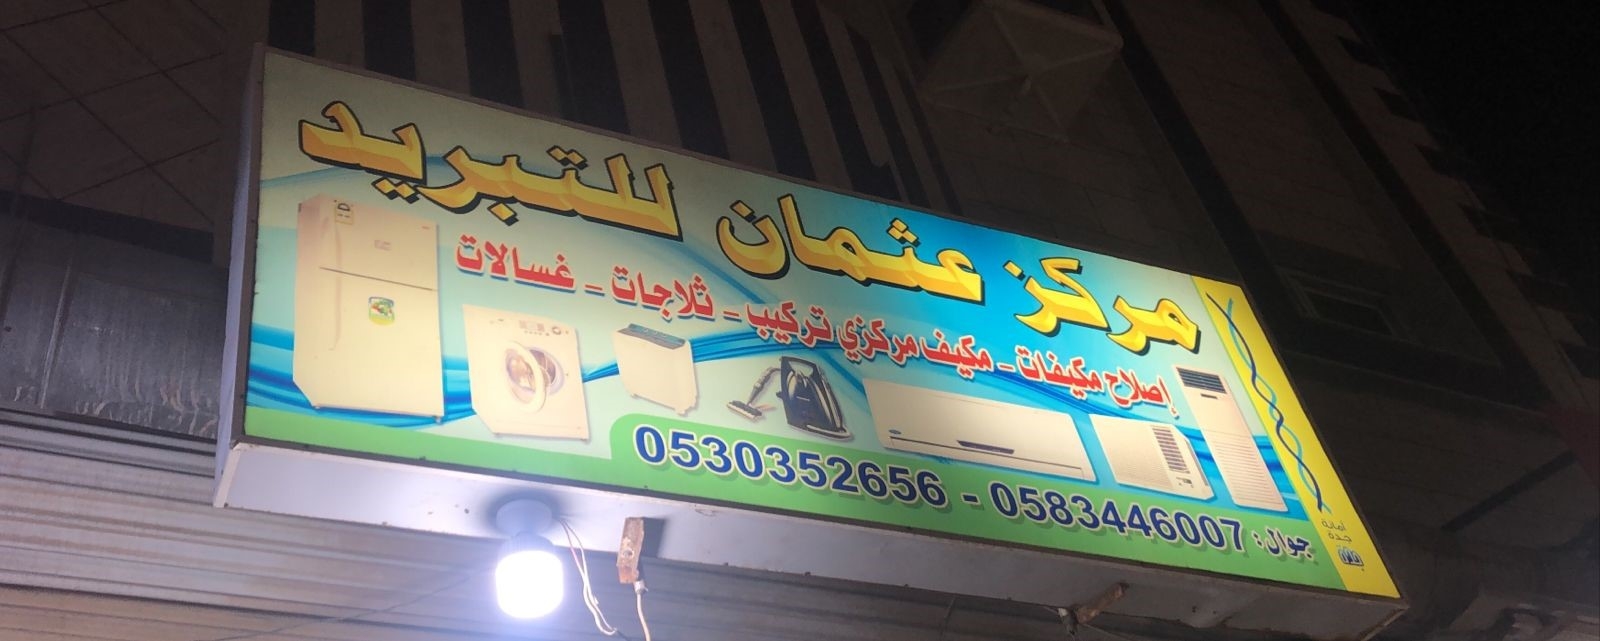 مركز عثمان للتبريد
إصلاح مكيفات - مكيف مركزي تركيب - ثلاجات - غسالات
جوال : 0583446007 - 0530352656
أمانة
جدة